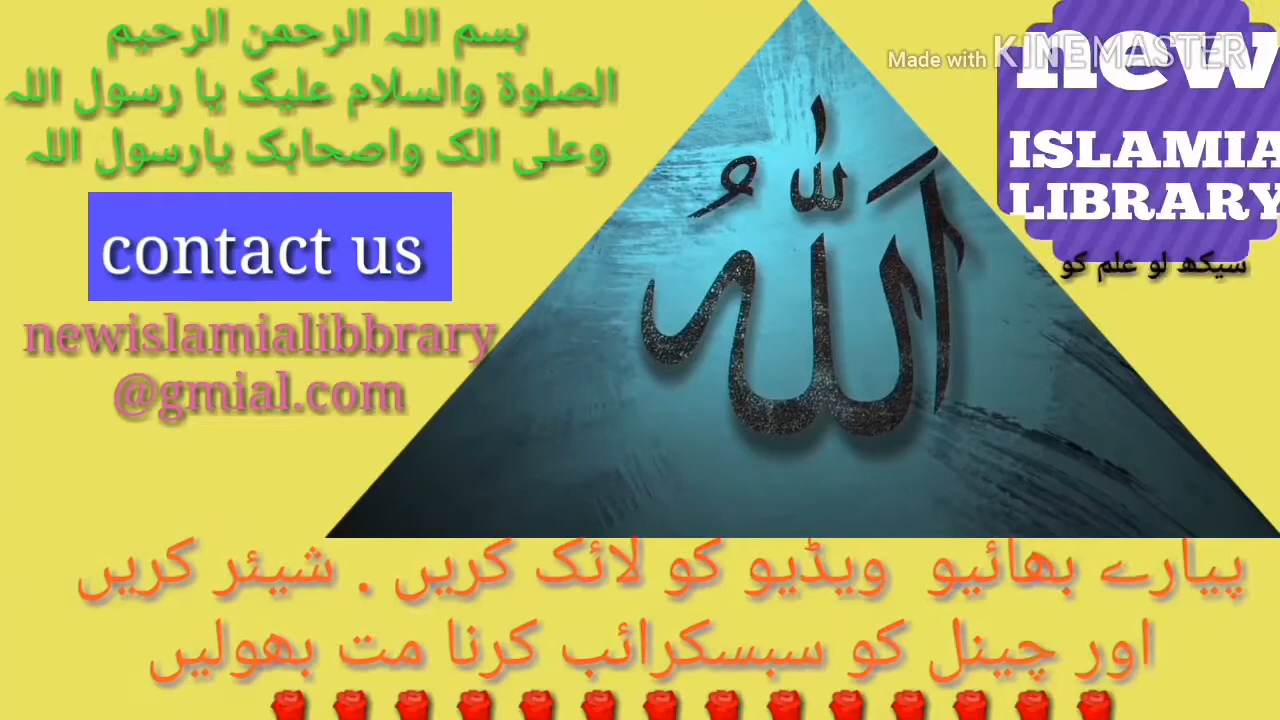 بسم اللہ الرحمن الرحیم
الصلوۃ والسلام علیک یا رسول اللہ
وعلی الک واصحابک یارسول اللہ
contact us
newislamialibbrary
@gmial.com
اللہ
Made with KINEMASTER
new
ISLAMIA
LIBRARY
سیکھ لو علم کو
پیارے بھائیو ویڈیو کو لائک کریں . شیئر کریں
اور چینل کو سبسکرائب کرنا مت بھولیں